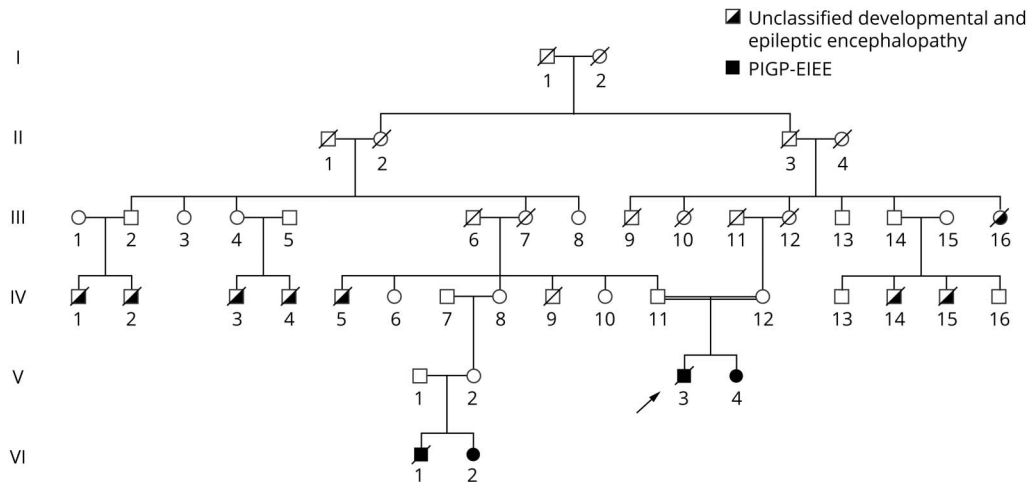 Unclassified developmental and
epileptic encephalopathy
PIGP-EIEE
I
1 2
II
1 2 3 4
III
1 2 3 4 5 6 7 8 9 10 11 12 13 14 15 16
IV
1 2 3 4 5 6 7 8 9 10 11 12 13 14 15 16
V
1 2 3 4
VI
1 2